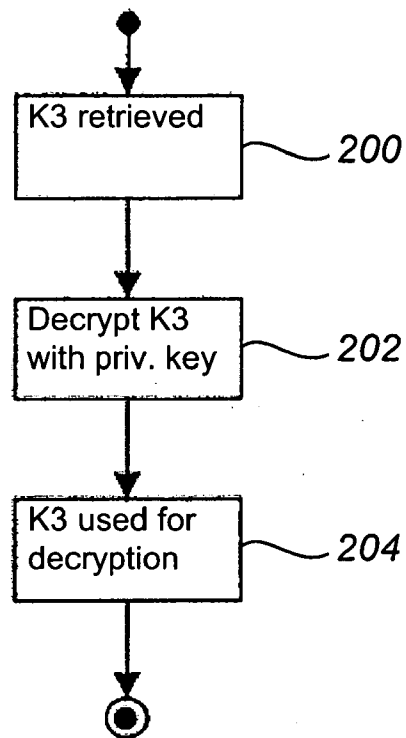 K3 retrieved
200
Decrypt K3
with priv. key
202
K3 used for
decryption
204